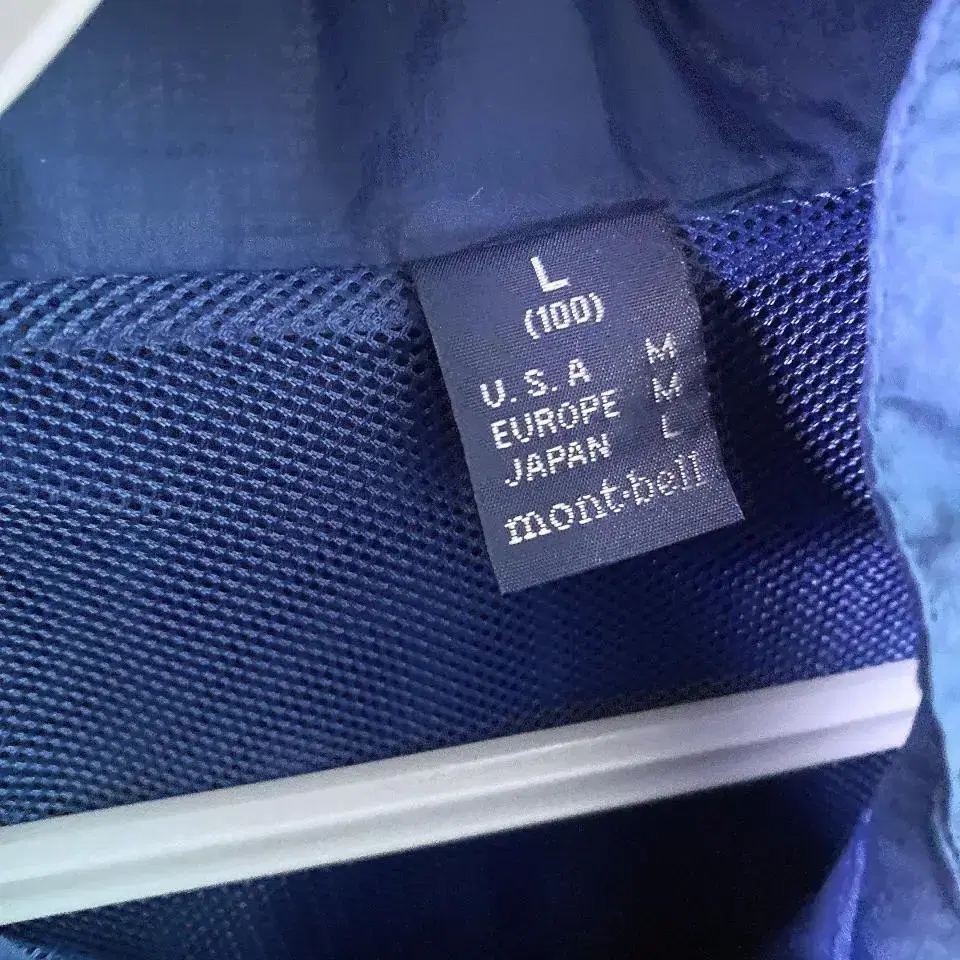 L
(100)
U.S.A M
EUROPE M
JAPAN L
mont·bell